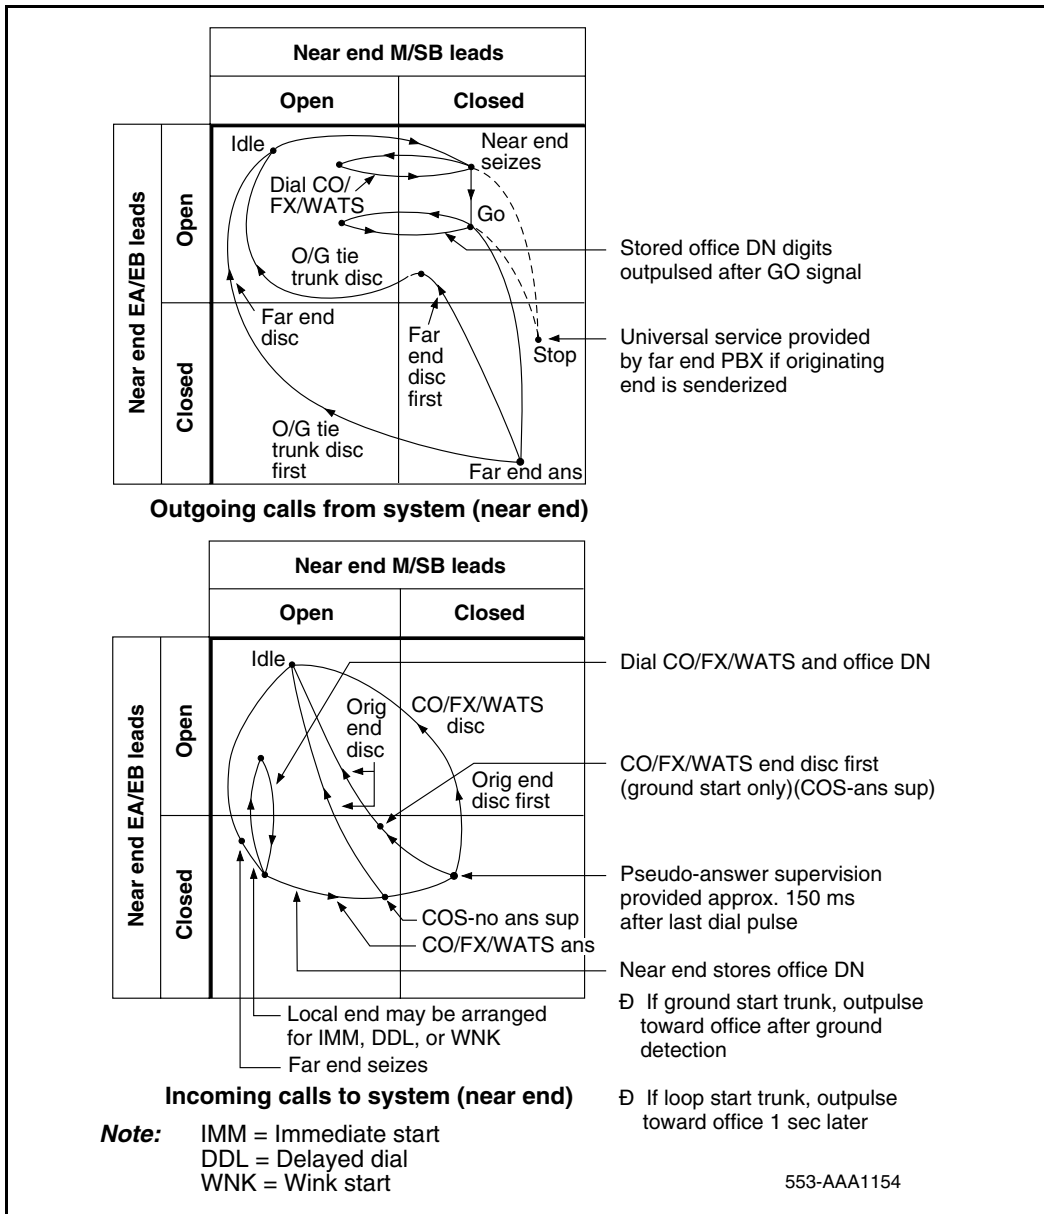 Near end M/SB leads
Open
Closed
Near end EA/EB leads
Open
Closed
Idle
Near end
seizes
Dial CO/
FX/WATS
Go
O/G tie
trunk disc
Stored office DN digits
outpulsed after GO signal
Far end
disc
Far
end
disc
first
Stop
Universal service provided
by far end PBX if originating
end is senderized
O/G tie
trunk disc
first
Far end ans
Outgoing calls from system (near end)
Near end M/SB leads
Open
Closed
Near end EA/EB leads
Open
Closed
Idle
Dial CO/FX/WATS and office DN
Orig
end
disc
CO/FX/WATS
disc
Orig end
disc first
CO/FX/WATS end disc first
(ground start only)(COS-ans sup)
Pseudo-answer supervision
provided approx. 150 ms
after last dial pulse
COS-no ans sup
CO/FX/WATS ans
Near end stores office DN
Local end may be arranged
for IMM, DDL, or WNK
Far end seizes
Ð If ground start trunk, outpulse
toward office after ground
detection
Ð If loop start trunk, outpulse
toward office 1 sec later
Incoming calls to system (near end)
Note: IMM = Immediate start
DDL = Delayed dial
WNK = Wink start
553-AAA1154